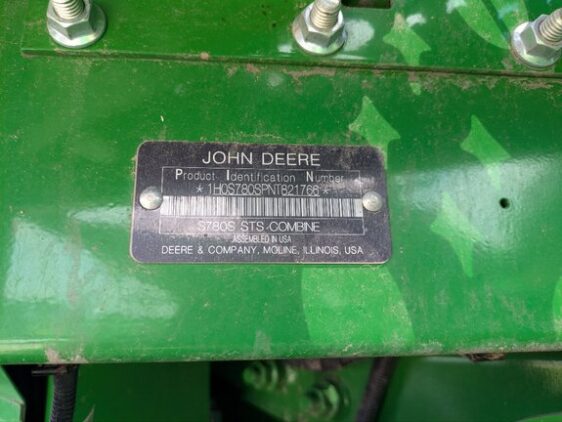 JOHN DEERE
Product Identification Number
* 1H0S780SPNT821766 *
S780S STS COMBINE
ASSEMBLED IN USA
DEERE & COMPANY, MOLINE, ILLINOIS, USA